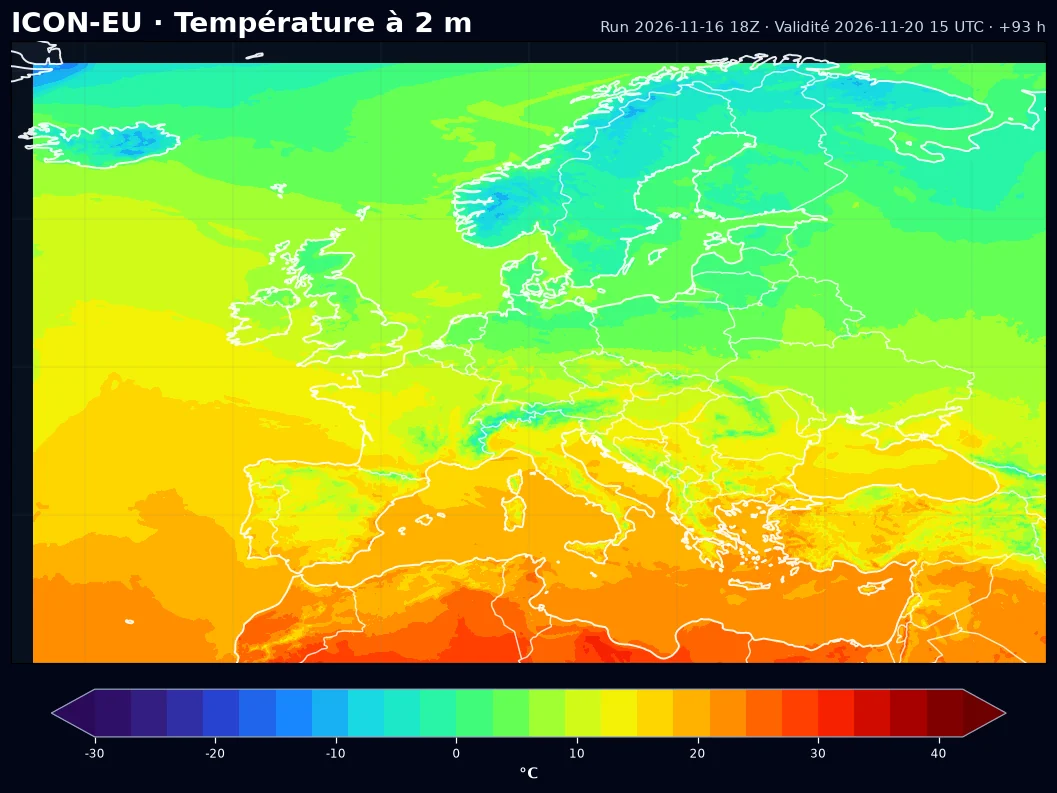 ICON-EU · Température à 2 m
Run 2026-11-16 18Z · Validité 2026-11-20 15 UTC · +93 h
-30 -20 -10 0 10 20 30 40
°C